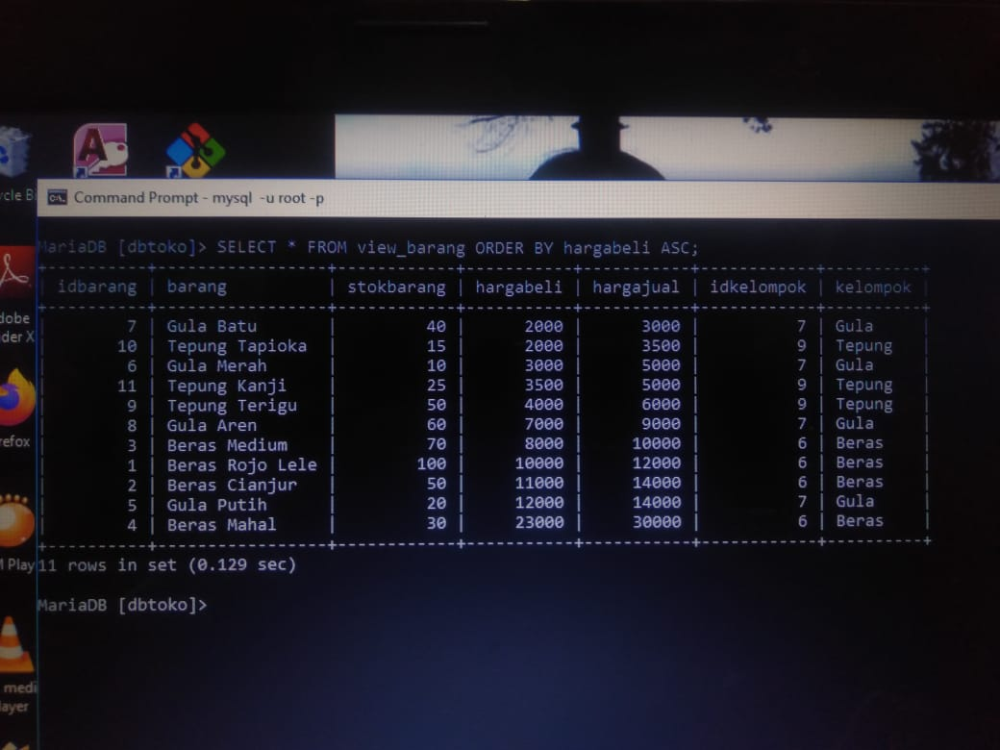 cycle Bi
Command Prompt - mysql -u root -p
MariaDB [dbtoko]> SELECT * FROM view_barang ORDER BY hargabeli ASC;
| idbarang | barang | stokbarang | hargabeli | hargajual | idkelompok | kelompok |
| 7 | Gula Batu | 40 | 2000 | 3000 | 7 | Gula |
| 10 | Tepung Tapioka | 15 | 2000 | 3500 | 9 | Tepung |
| 6 | Gula Merah | 10 | 3000 | 5000 | 7 | Gula |
| 11 | Tepung Kanji | 25 | 3500 | 5000 | 9 | Tepung |
| 9 | Tepung Terigu | 50 | 4000 | 6000 | 9 | Tepung |
| 8 | Gula Aren | 60 | 7000 | 9000 | 7 | Gula |
| 3 | Beras Medium | 70 | 8000 | 10000 | 6 | Beras |
| 1 | Beras Rojo Lele | 100 | 10000 | 12000 | 6 | Beras |
| 2 | Beras Cianjur | 50 | 11000 | 14000 | 6 | Beras |
| 5 | Gula Putih | 20 | 12000 | 14000 | 7 | Gula |
| 4 | Beras Mahal | 30 | 23000 | 30000 | 6 | Beras |
11 rows in set (0.129 sec)
MariaDB [dbtoko]>
dobe
der X
refox
M Play
medi
layer